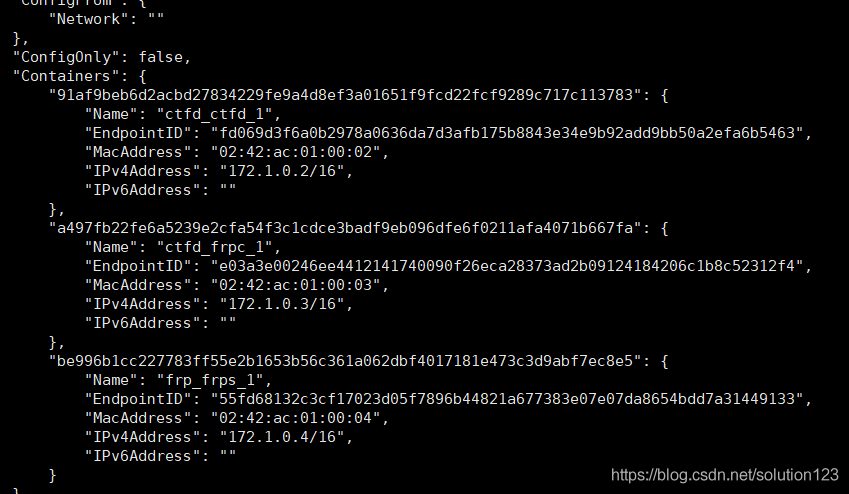 "ConfigFrom": {
"Network": ""
},
"ConfigOnly": false,
"Containers": {
"91af9beb6d2acbd27834229fe9a4d8ef3a01651f9fcd22fcf9289c717c113783": {
"Name": "ctfd_ctfd_1",
"EndpointID": "fd069d3f6a0b2978a0636da7d3afb175b8843e34e9b92add9bb50a2efa6b5463",
"MacAddress": "02:42:ac:01:00:02",
"IPv4Address": "172.1.0.2/16",
"IPv6Address": ""
},
"a497fb22fe6a5239e2cfa54f3c1cdce3badf9eb096dfe6f0211afa4071b667fa": {
"Name": "ctfd_frpc_1",
"EndpointID": "e03a3e00246ee4412141740090f26eca28373ad2b09124184206c1b8c52312f4",
"MacAddress": "02:42:ac:01:00:03",
"IPv4Address": "172.1.0.3/16",
"IPv6Address": ""
},
"be996b1cc227783ff55e2b1653b56c361a062dbf4017181e473c3d9abf7ec8e5": {
"Name": "frp_frps_1",
"EndpointID": "55fd68132c3cf17023d05f7896b44821a677383e07e07da8654bdd7a31449133",
"MacAddress": "02:42:ac:01:00:04",
"IPv4Address": "172.1.0.4/16",
"IPv6Address": ""
}
}
https://blog.csdn.net/solution123